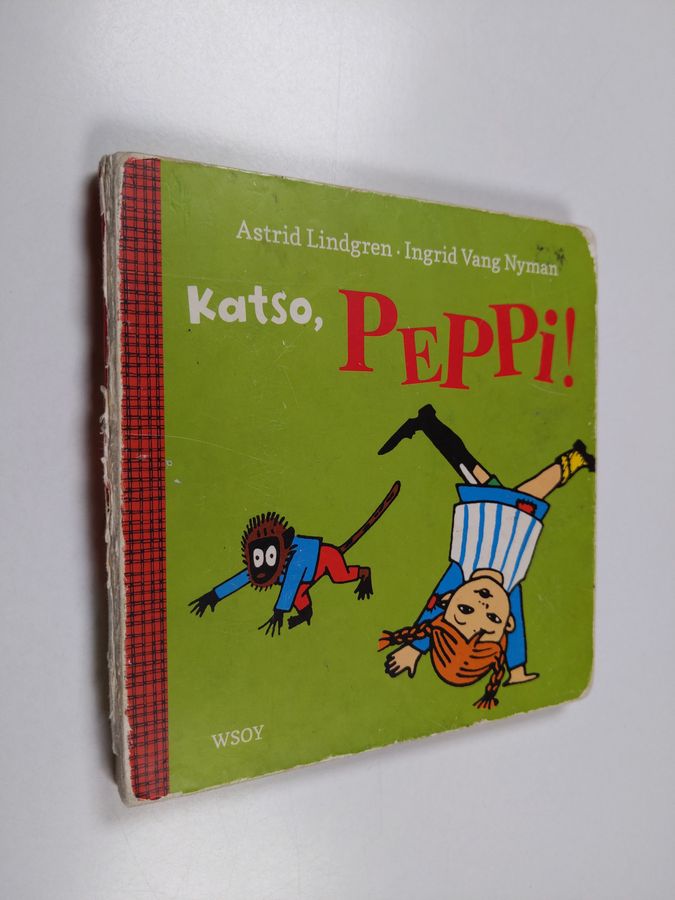 Astrid Lindgren · Ingrid Vang Nyman
Katso, PEPPi!
WSOY